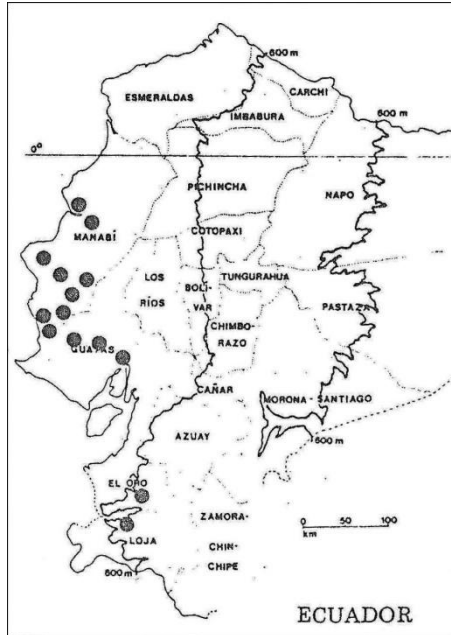 600 m
CARCHI
ESMERALDAS
600 m
IMBABURA
0°
PICHINCHA
NAPO
MANABÍ
COTOPAXI
LOS
RÍOS
TUNGURAHUA
BOLÍ-
VAR
PASTAZA
CHIMBO-
RAZO
GUAYAS
CAÑAR
MORONA-SANTIAGO
AZUAY
600 m
EL ORO
ZAMORA-
0 50 100
km
LOJA
CHIN-
CHIPE
600 m
ECUADOR